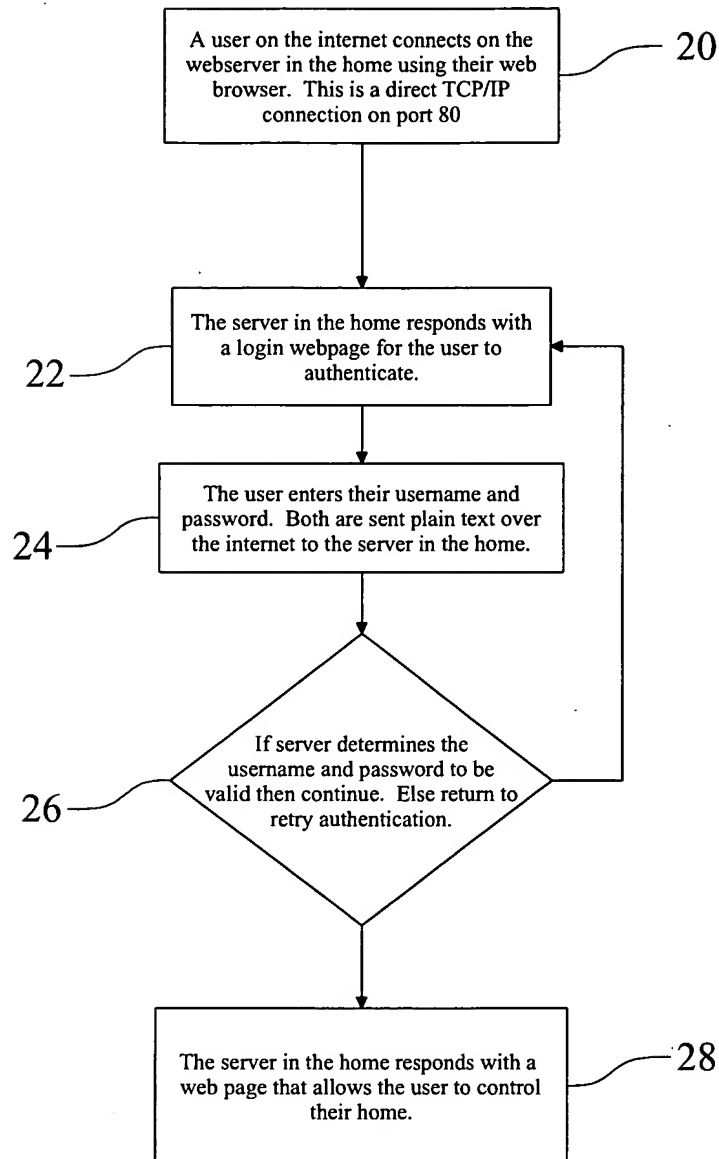 A user on the internet connects on the
webserver in the home using their web
browser. This is a direct TCP/IP
connection on port 80
20
The server in the home responds with
a login webpage for the user to
authenticate.
22
The user enters their username and
password. Both are sent plain text over
the internet to the server in the home.
24
If server determines the
username and password to be
valid then continue. Else return to
retry authentication.
26
The server in the home responds with a
web page that allows the user to control
their home.
28